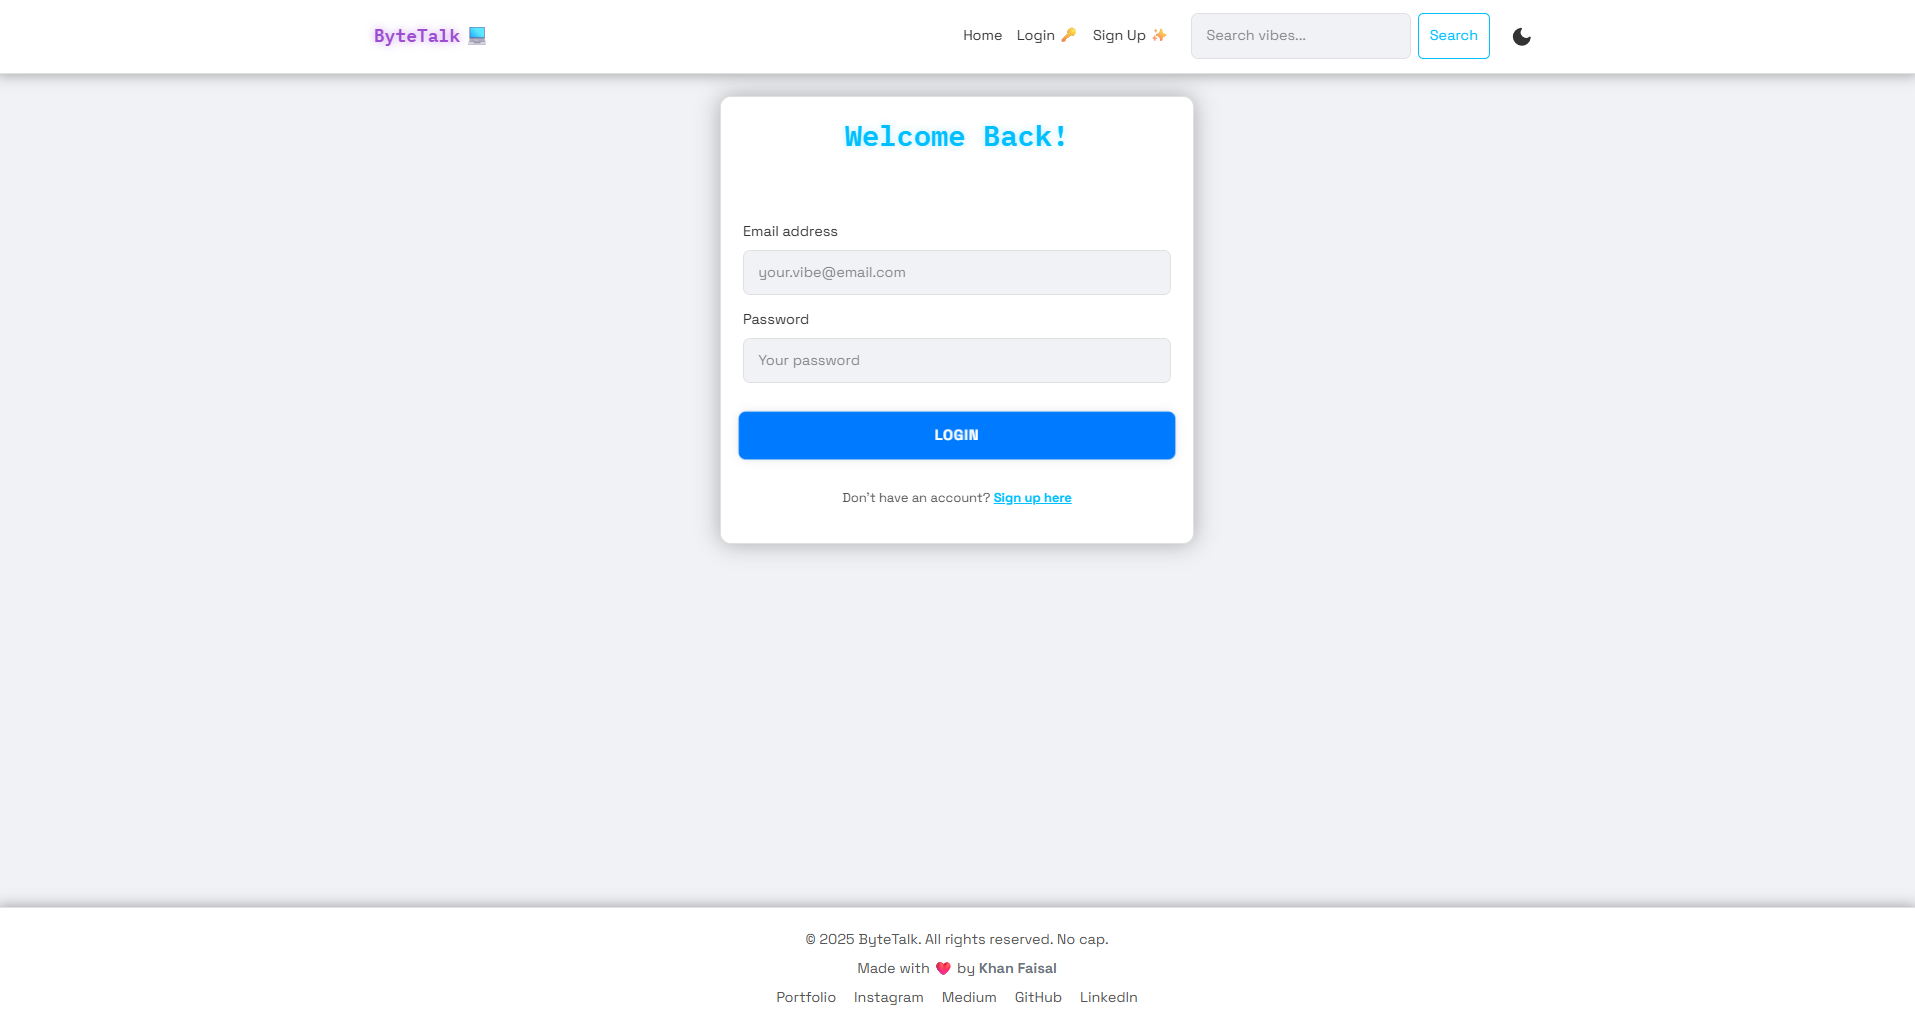 ByteTalk 💻
Home Login 🔑 Sign Up ✨ Search vibes... Search
Welcome Back!
Email address
your.vibe@email.com
Password
Your password
LOGIN
Don't have an account? Sign up here
© 2025 ByteTalk. All rights reserved. No cap.
Made with ❤️ by Khan Faisal
Portfolio Instagram Medium GitHub LinkedIn